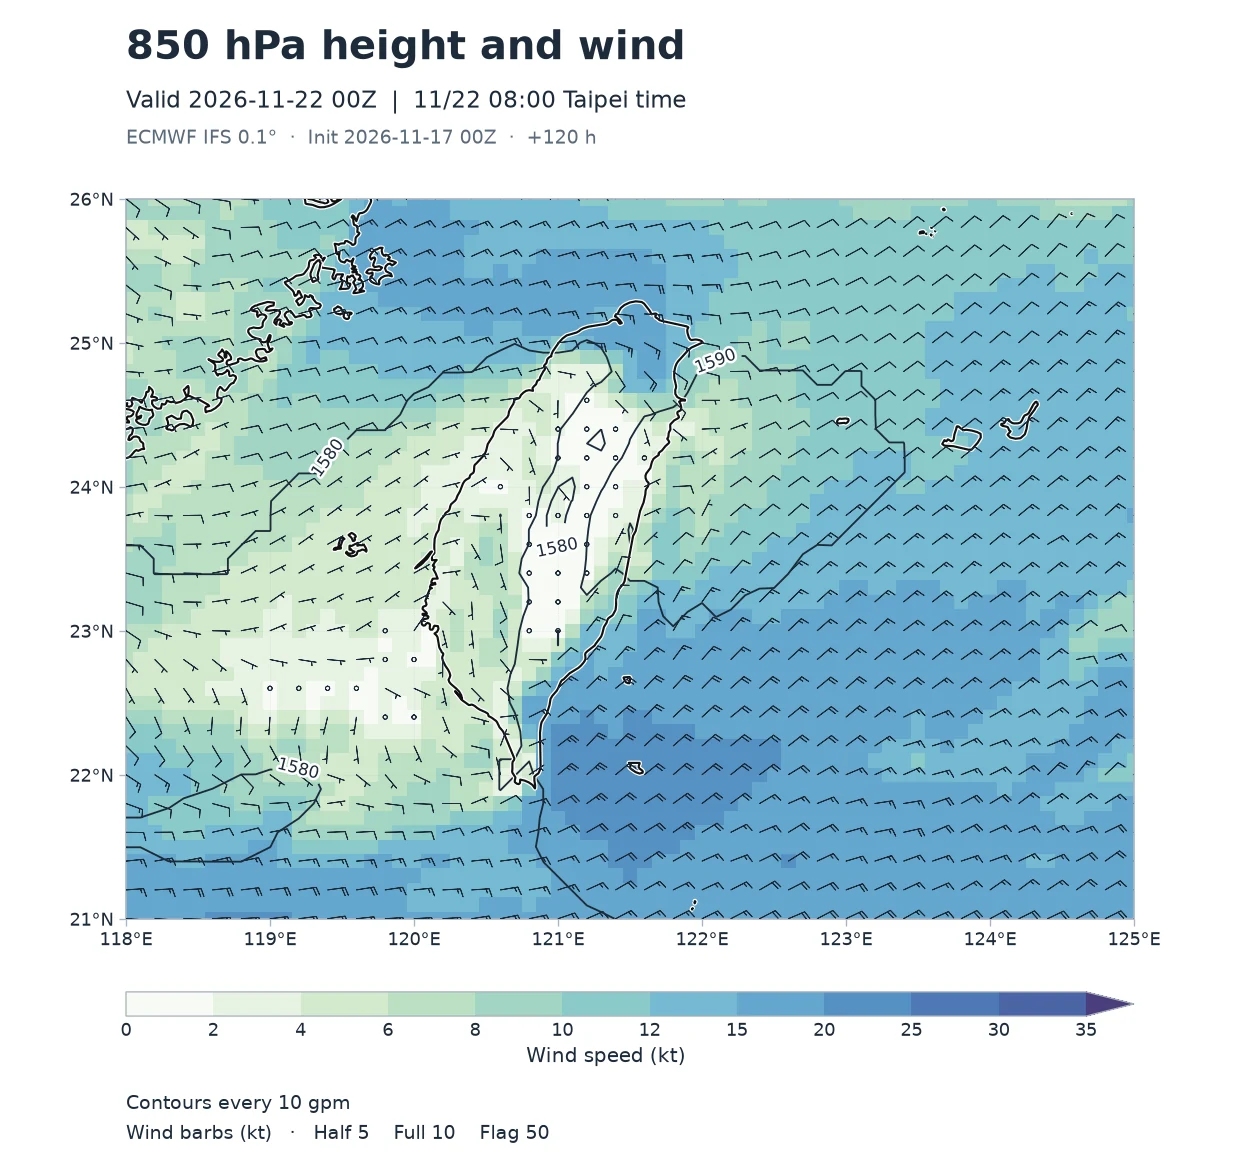 850 hPa height and wind
Valid 2026-11-22 00Z | 11/22 08:00 Taipei time
ECMWF IFS 0.1° · Init 2026-11-17 00Z · +120 h
26°N
25°N
1590
1580
24°N
1580
23°N
1580
22°N
21°N
118°E 119°E 120°E 121°E 122°E 123°E 124°E 125°E
0 2 4 6 8 10 12 15 20 25 30 35
Wind speed (kt)
Contours every 10 gpm
Wind barbs (kt) · Half 5 Full 10 Flag 50